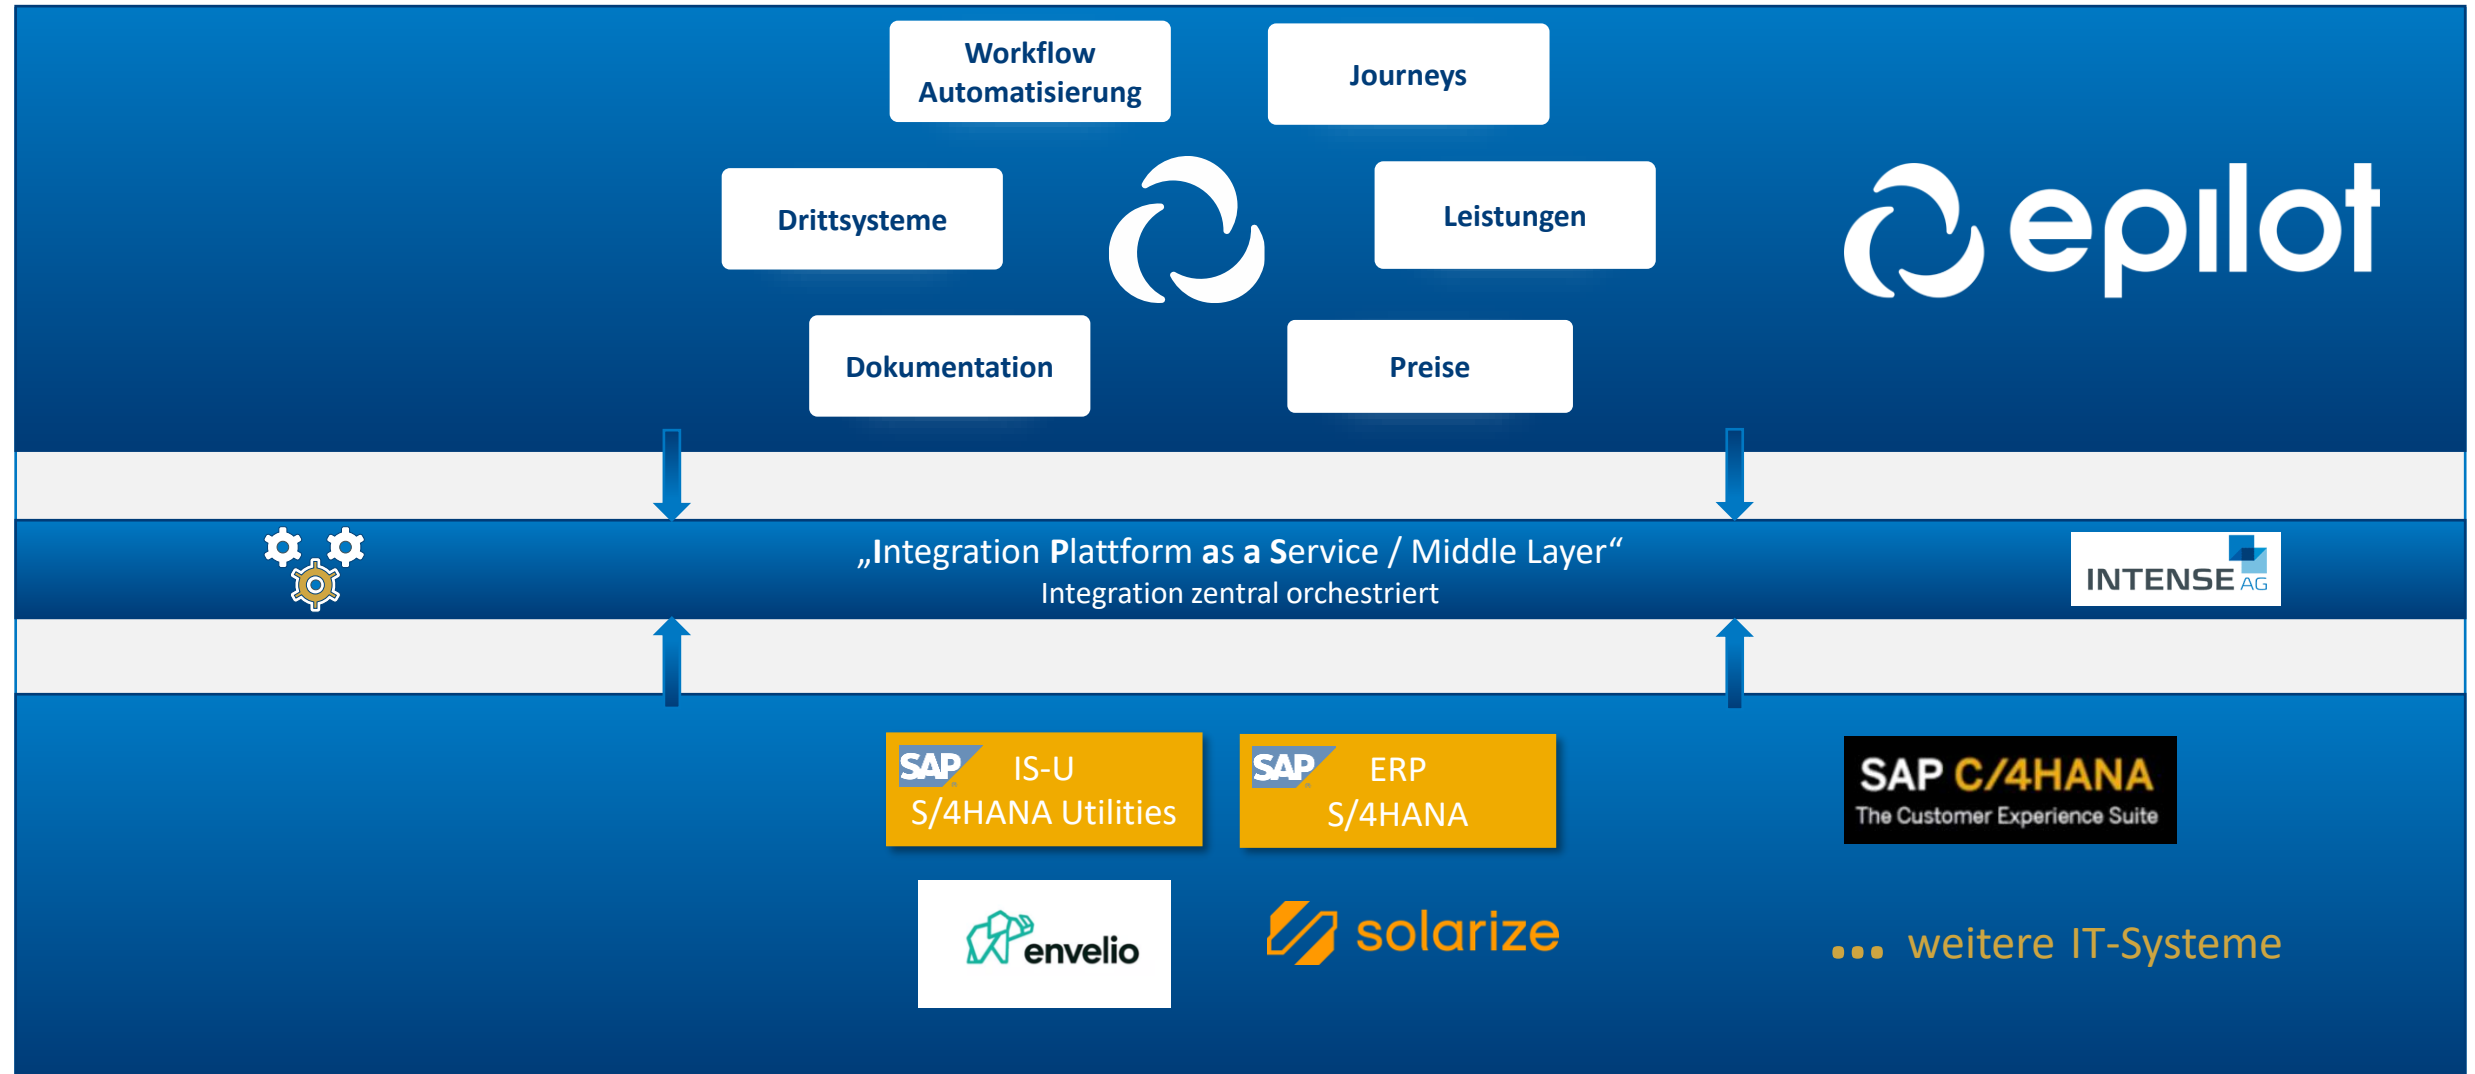 Workflow
Automatisierung
Journeys
Drittsysteme
Leistungen
epilot
Dokumentation
Preise
„Integration Plattform as a Service / Middle Layer“
Integration zentral orchestriert
INTENSE AG
SAP IS-U
S/4HANA Utilities
SAP ERP
S/4HANA
SAP C/4HANA
The Customer Experience Suite
envelio
solarize
... weitere IT-Systeme